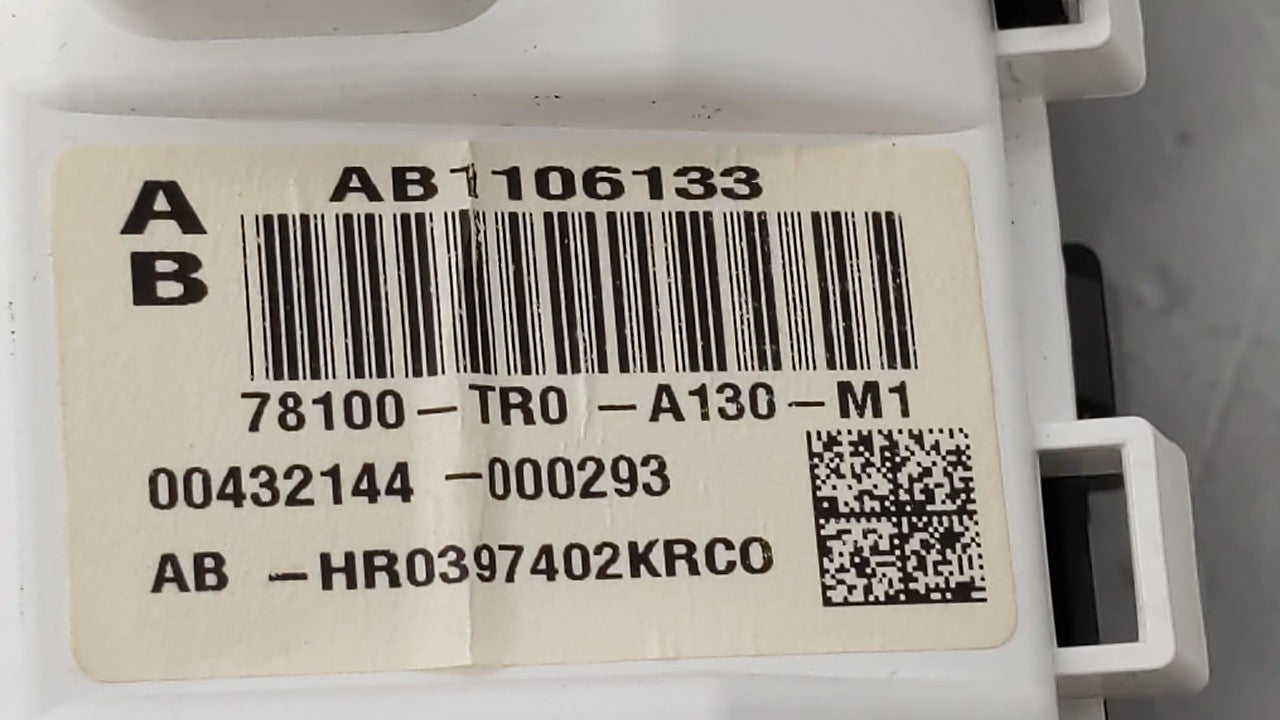 A
B
AB1106133
78100-TR0 -A130-M1
00432144 -000293
AB -HR0397402KRCO